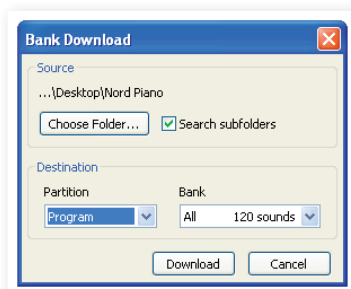 Bank Download
Source
...\Desktop\Nord Piano
Choose Folder... Search subfolders
Destination
Partition Bank
Program All 120 sounds
Download Cancel